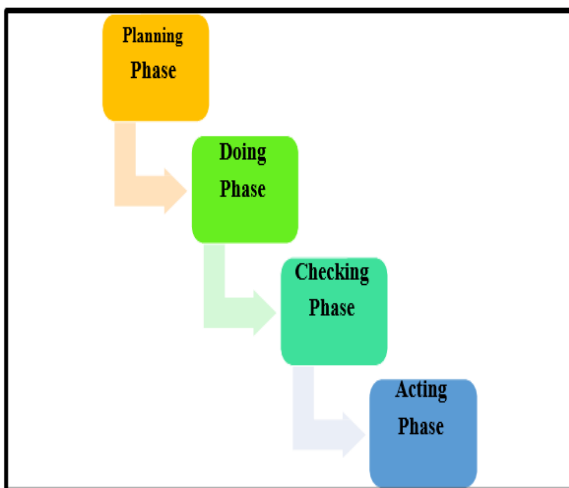 Planning
Phase
Doing
Phase
Checking
Phase
Acting
Phase